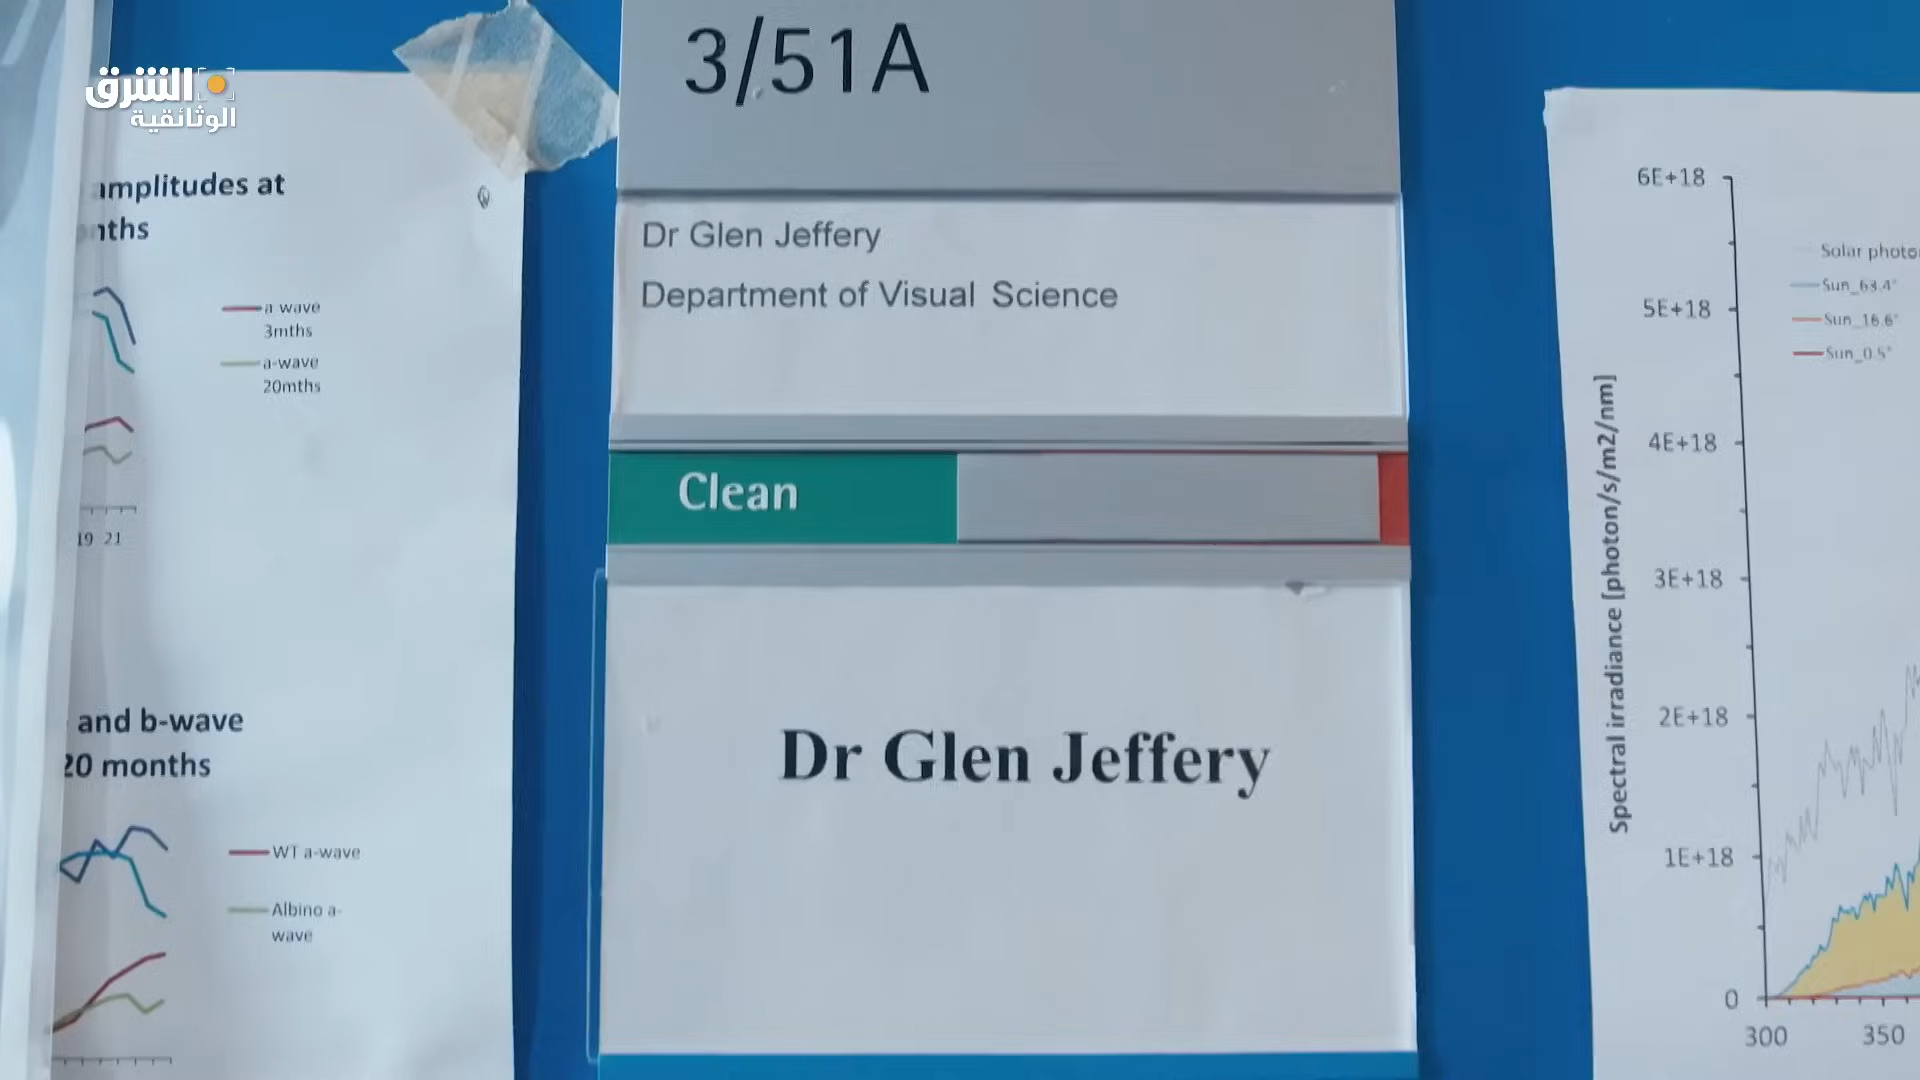 الشرق
الوثائقية
amplitudes at
nths
a wave
3mths
a-wave
20mths
19 21
and b-wave
20 months
WT a-wave
Albino a-
wave
3/51A
Dr Glen Jeffery
Department of Visual Science
Clean
Dr Glen Jeffery
6E+18
5E+18
4E+18
3E+18
2E+18
1E+18
0
300 350
Spectral irradiance [photon/s/m2/nm]
Solar photo
Sun_63.4°
Sun_16.6°
Sun_0.5°